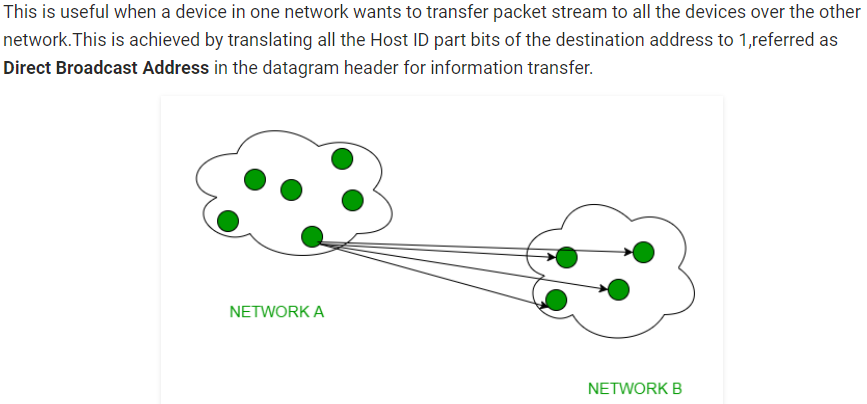 This is useful when a device in one network wants to transfer packet stream to all the devices over the other
network.This is achieved by translating all the Host ID part bits of the destination address to 1,referred as
Direct Broadcast Address in the datagram header for information transfer.
NETWORK A
NETWORK B